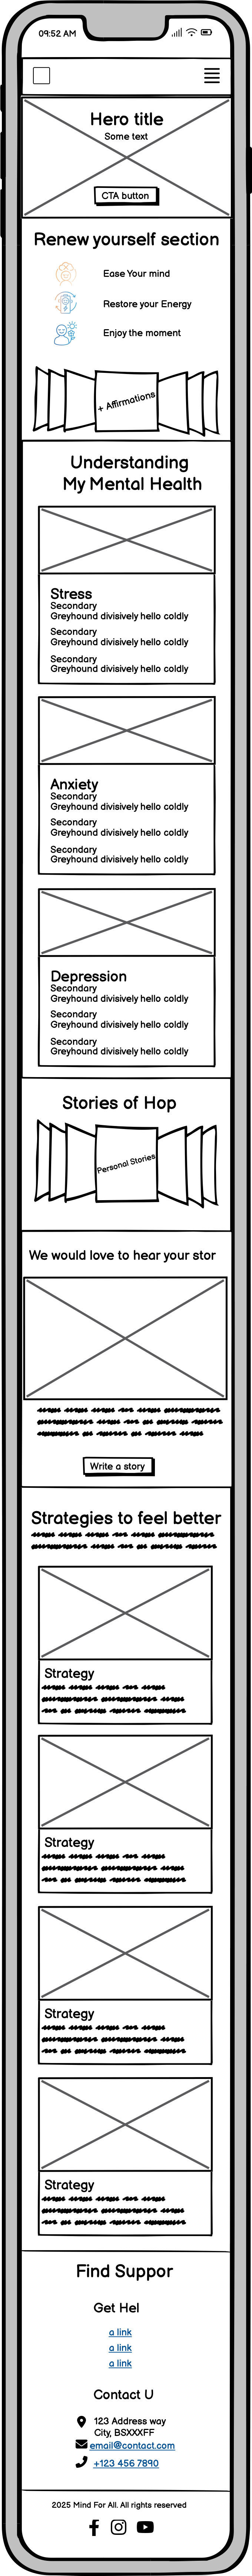 09:52 AM
Hero title
Some text
CTA button
Renew yourself section
Ease Your mind
Restore your Energy
Enjoy the moment
+ Affirmations
Understanding
My Mental Health
Stress
Secondary
Greyhound divisively hello coldly
Secondary
Greyhound divisively hello coldly
Secondary
Greyhound divisively hello coldly
Anxiety
Secondary
Greyhound divisively hello coldly
Secondary
Greyhound divisively hello coldly
Secondary
Greyhound divisively hello coldly
Depression
Secondary
Greyhound divisively hello coldly
Secondary
Greyhound divisively hello coldly
Secondary
Greyhound divisively hello coldly
Stories of Hop
Personal Stories
We would love to hear your stor
Write a story
Strategies to feel better
Strategy
Strategy
Strategy
Strategy
Find Suppor
Get Hel
a link
a link
a link
Contact U
123 Address way
City, BSXXXFF
email@contact.com
+123 456 7890
2025 Mind For All. All rights reserved